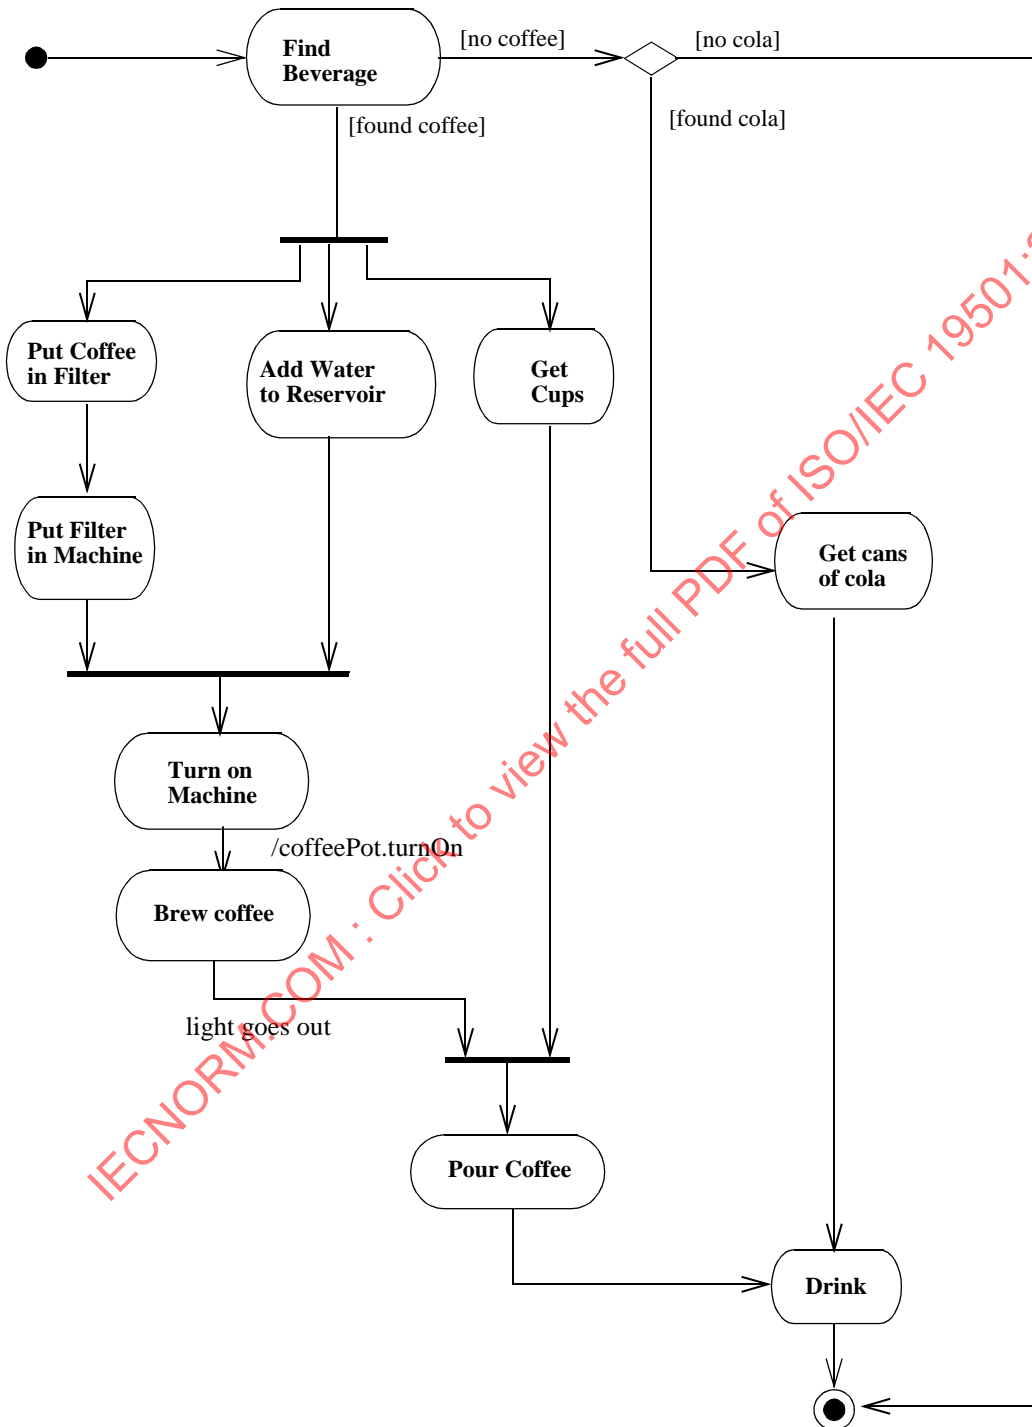 Find
Beverage
[no coffee]
[no cola]
[found coffee]
[found cola]
Put Coffee
in Filter
Add Water
to Reservoir
Get
Cups
Put Filter
in Machine
Get cans
of cola
Turn on
Machine
/coffeePot.turnOn
Brew coffee
light goes out
Pour Coffee
Drink
IECNORM.COM : Click to view the full PDF of ISO/IEC 19501: